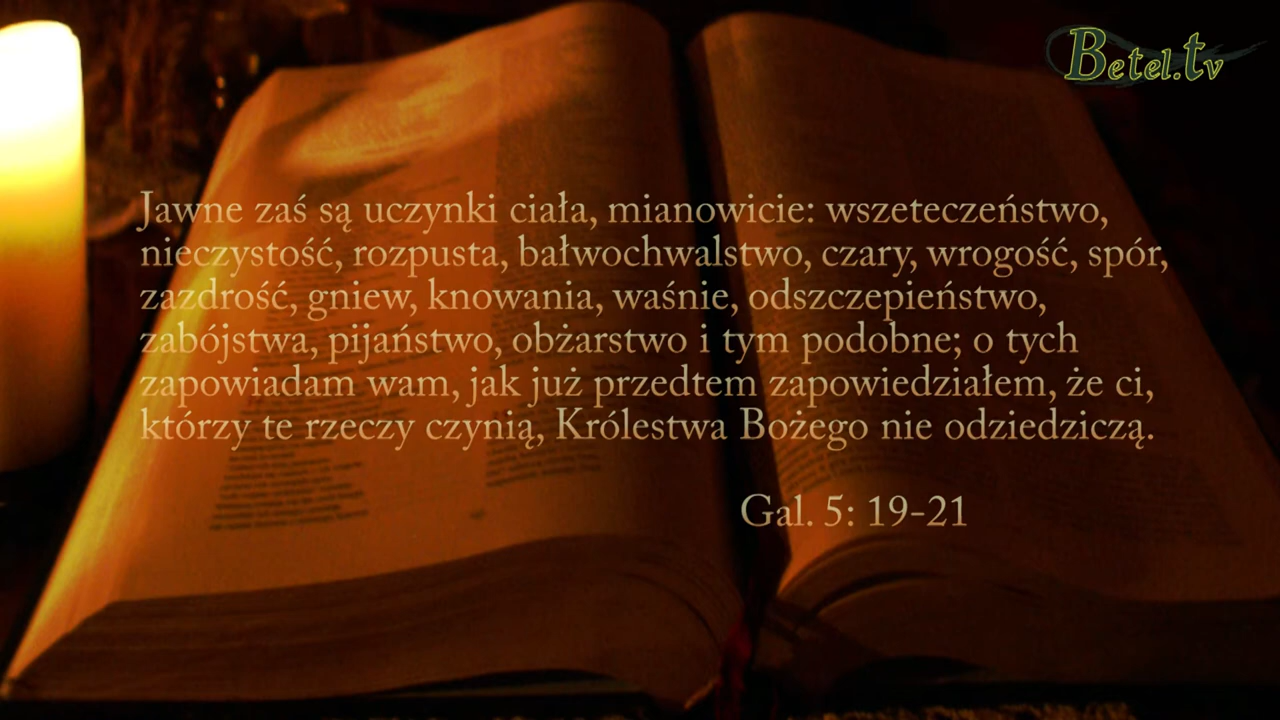 Betel.tv
Jawne zaś są uczynki ciała, mianowicie: wszeteczeństwo,
nieczystość, rozpusta, bałwochwalstwo, czary, wrogość, spór,
zazdrość, gniew, knowania, waśnie, odszczepieństwo,
zabójstwa, pijaństwo, obżarstwo i tym podobne; o tych
zapowiadam wam, jak już przedtem zapowiedziałem, że ci,
którzy te rzeczy czynią, Królestwa Bożego nie odziedziczą.
Gal. 5: 19-21